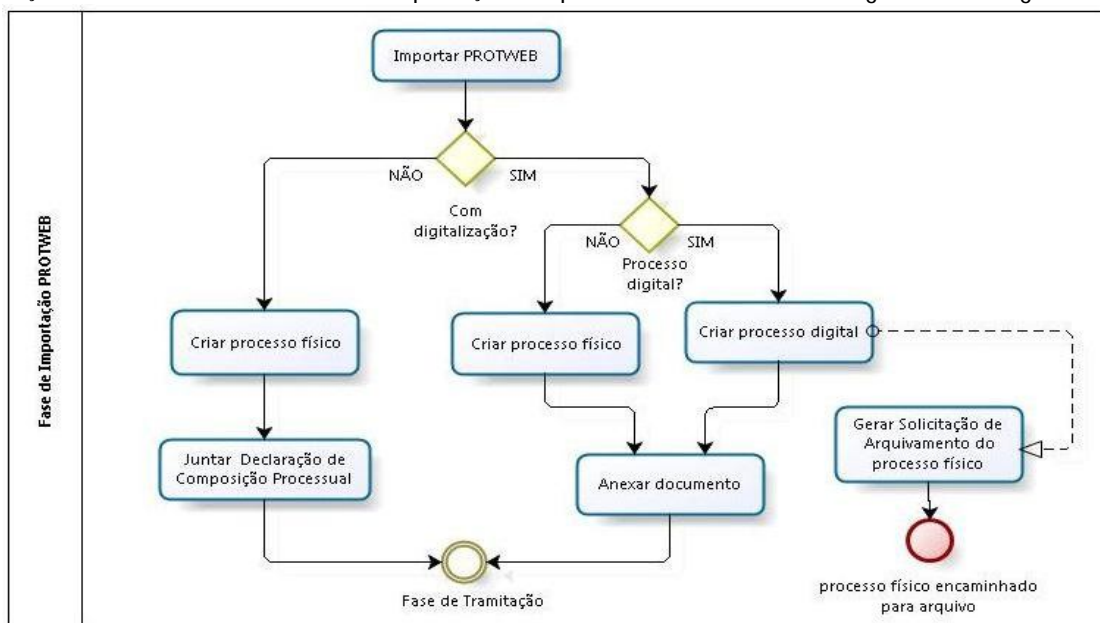 Fase de Importação PROTWEB
Importar PROTWEB
NÃO
SIM
Com
digitalização?
NÃO
SIM
Processo
digital?
Criar processo físico
Criar processo físico
Criar processo digital
Juntar Declaração de
Composição Processual
Anexar documento
Gerar Solicitação de
Arquivamento do
processo físico
Fase de Tramitação
processo físico encaminhado
para arquivo